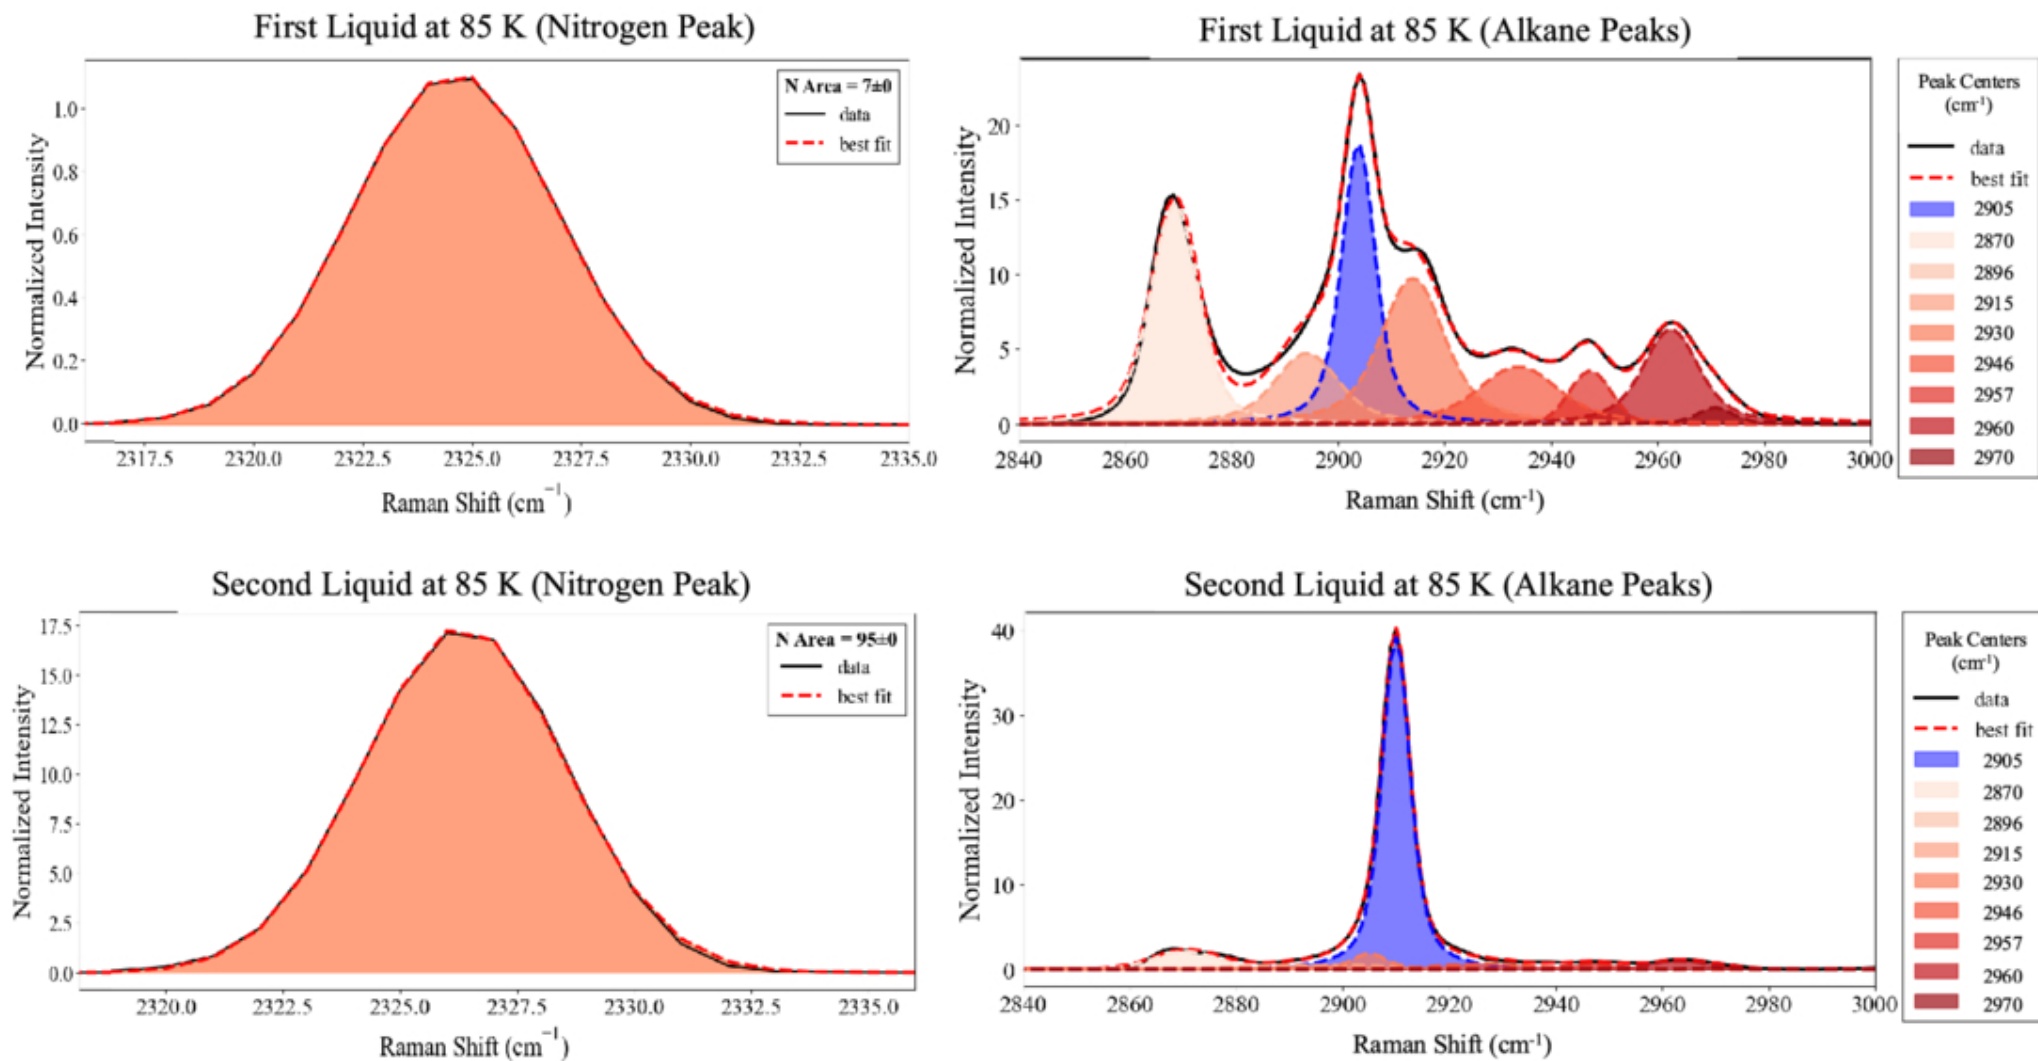 First Liquid at 85 K (Nitrogen Peak)
N Area = 7±0
data
best fit
Normalized Intensity
1.0
0.8
0.6
0.4
0.2
0.0
2317.5 2320.0 2322.5 2325.0 2327.5 2330.0 2332.5 2335.0
Raman Shift (cm⁻¹)
First Liquid at 85 K (Alkane Peaks)
Normalized Intensity
20
15
10
5
0
2840 2860 2880 2900 2920 2940 2960 2980 3000
Raman Shift (cm⁻¹)
Peak Centers
(cm⁻¹)
data
best fit
2905
2870
2896
2915
2930
2946
2957
2960
2970
Second Liquid at 85 K (Nitrogen Peak)
N Area = 95±0
data
best fit
Normalized Intensity
17.5
15.0
12.5
10.0
7.5
5.0
2.5
0.0
2320.0 2322.5 2325.0 2327.5 2330.0 2332.5 2335.0
Raman Shift (cm⁻¹)
Second Liquid at 85 K (Alkane Peaks)
Normalized Intensity
40
30
20
10
0
2840 2860 2880 2900 2920 2940 2960 2980 3000
Raman Shift (cm⁻¹)
Peak Centers
(cm⁻¹)
data
best fit
2905
2870
2896
2915
2930
2946
2957
2960
2970